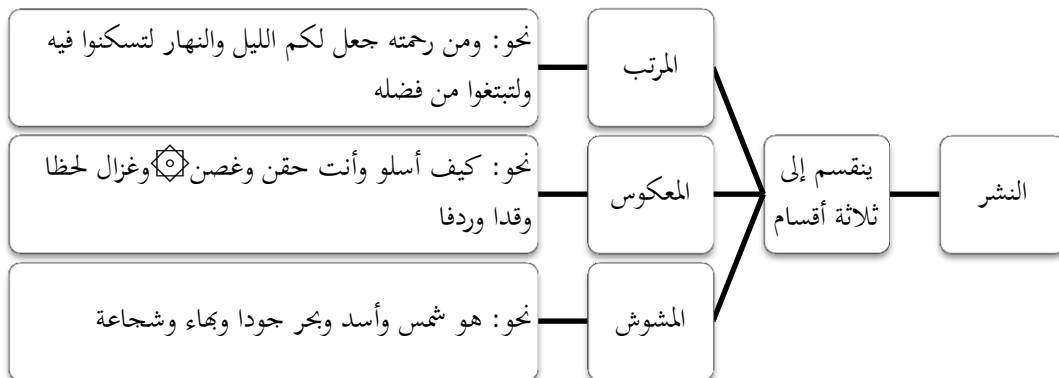 النشر
ينقسم إلى
ثلاثة أقسام
المرتب
نحو: ومن رحمته جعل لكم الليل والنهار لتسكنوا فيه
ولتبتغوا من فضله
المعكوس
نحو: كيف أسلو وأنت حقن وغصن۞وغزال لحظا
وقدا وردفا
المشوش
نحو: هو شمس وأسد وبحر جودا وبهاء وشجاعة